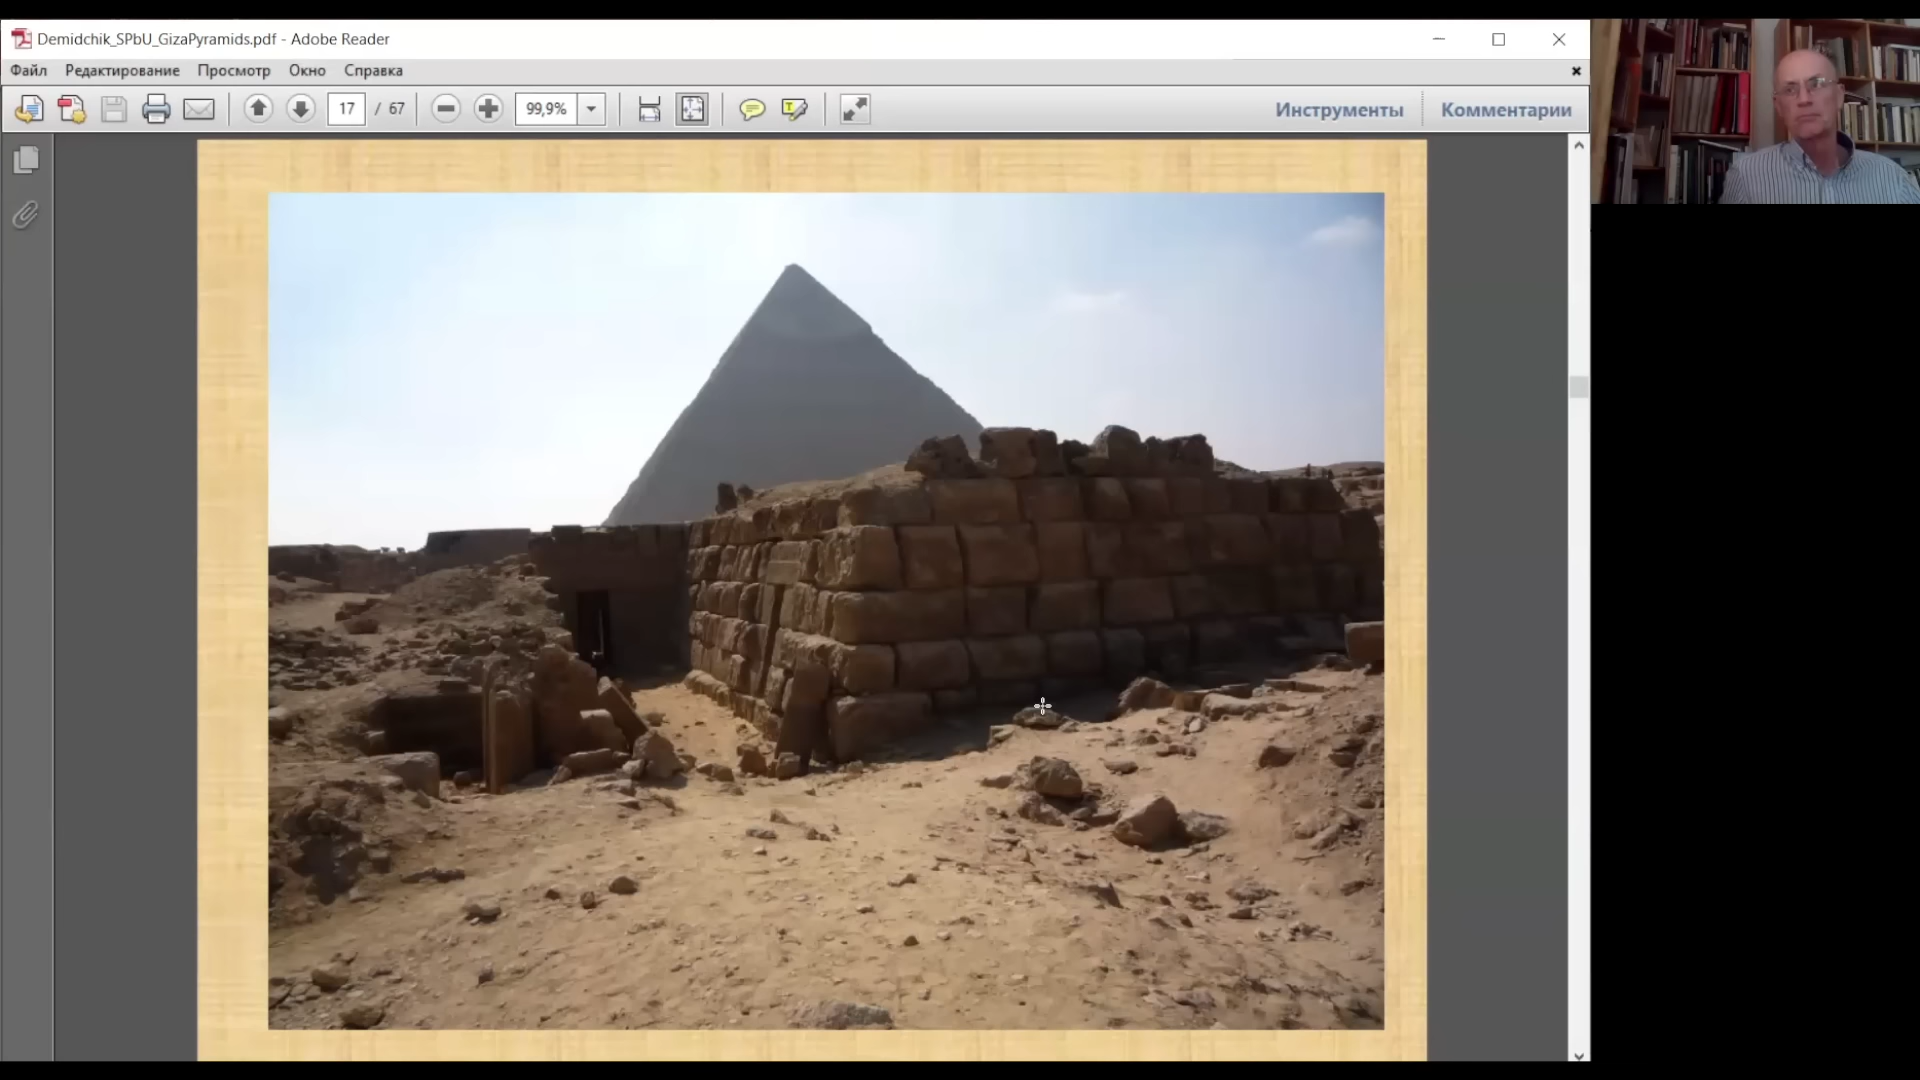 Demidchik_SPbU_GizaPyramids.pdf - Adobe Reader
Файл Редактирование Просмотр Окно Справка
17 / 67 99,9% Инструменты Комментарии